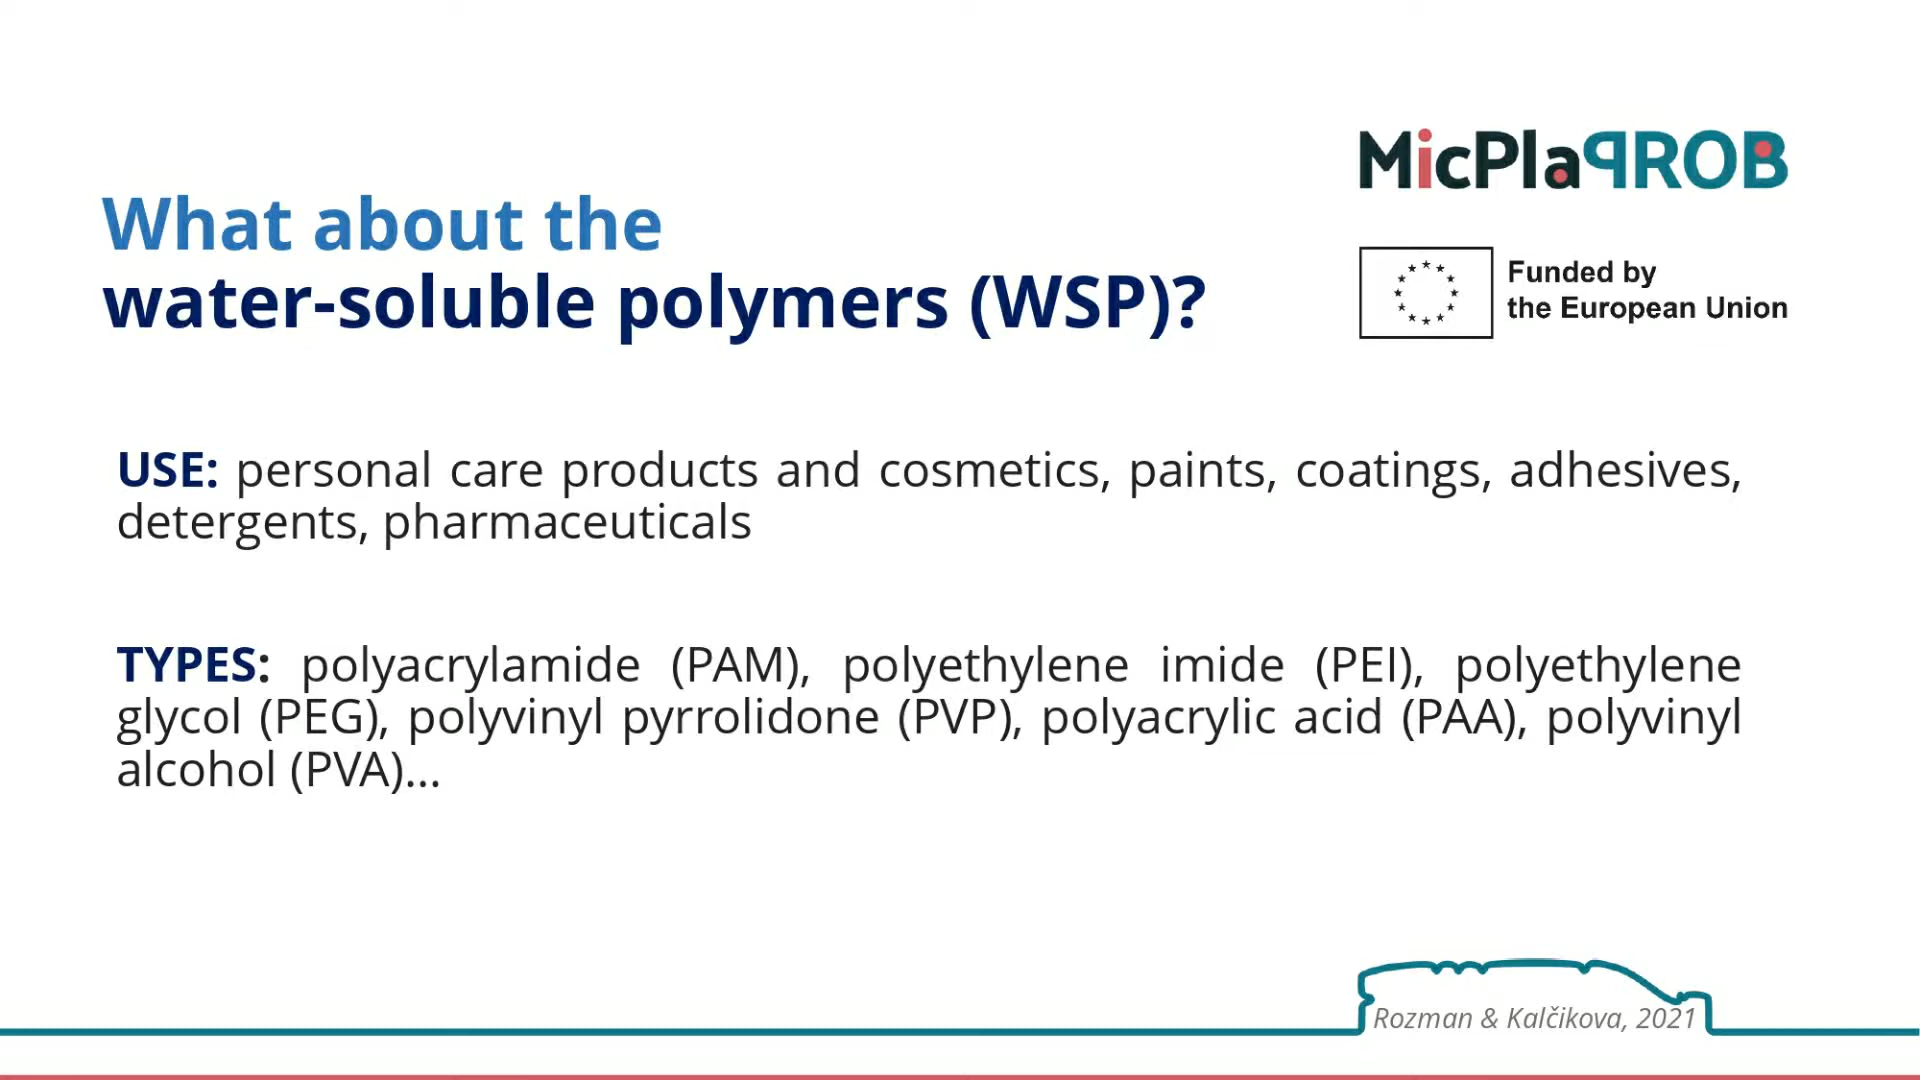 MicPlaPROB
What about the
water-soluble polymers (WSP)?
Funded by
the European Union
USE: personal care products and cosmetics, paints, coatings, adhesives,
detergents, pharmaceuticals
TYPES: polyacrylamide (PAM), polyethylene imide (PEI), polyethylene
glycol (PEG), polyvinyl pyrrolidone (PVP), polyacrylic acid (PAA), polyvinyl
alcohol (PVA)...
Rozman & Kalčikova, 2021